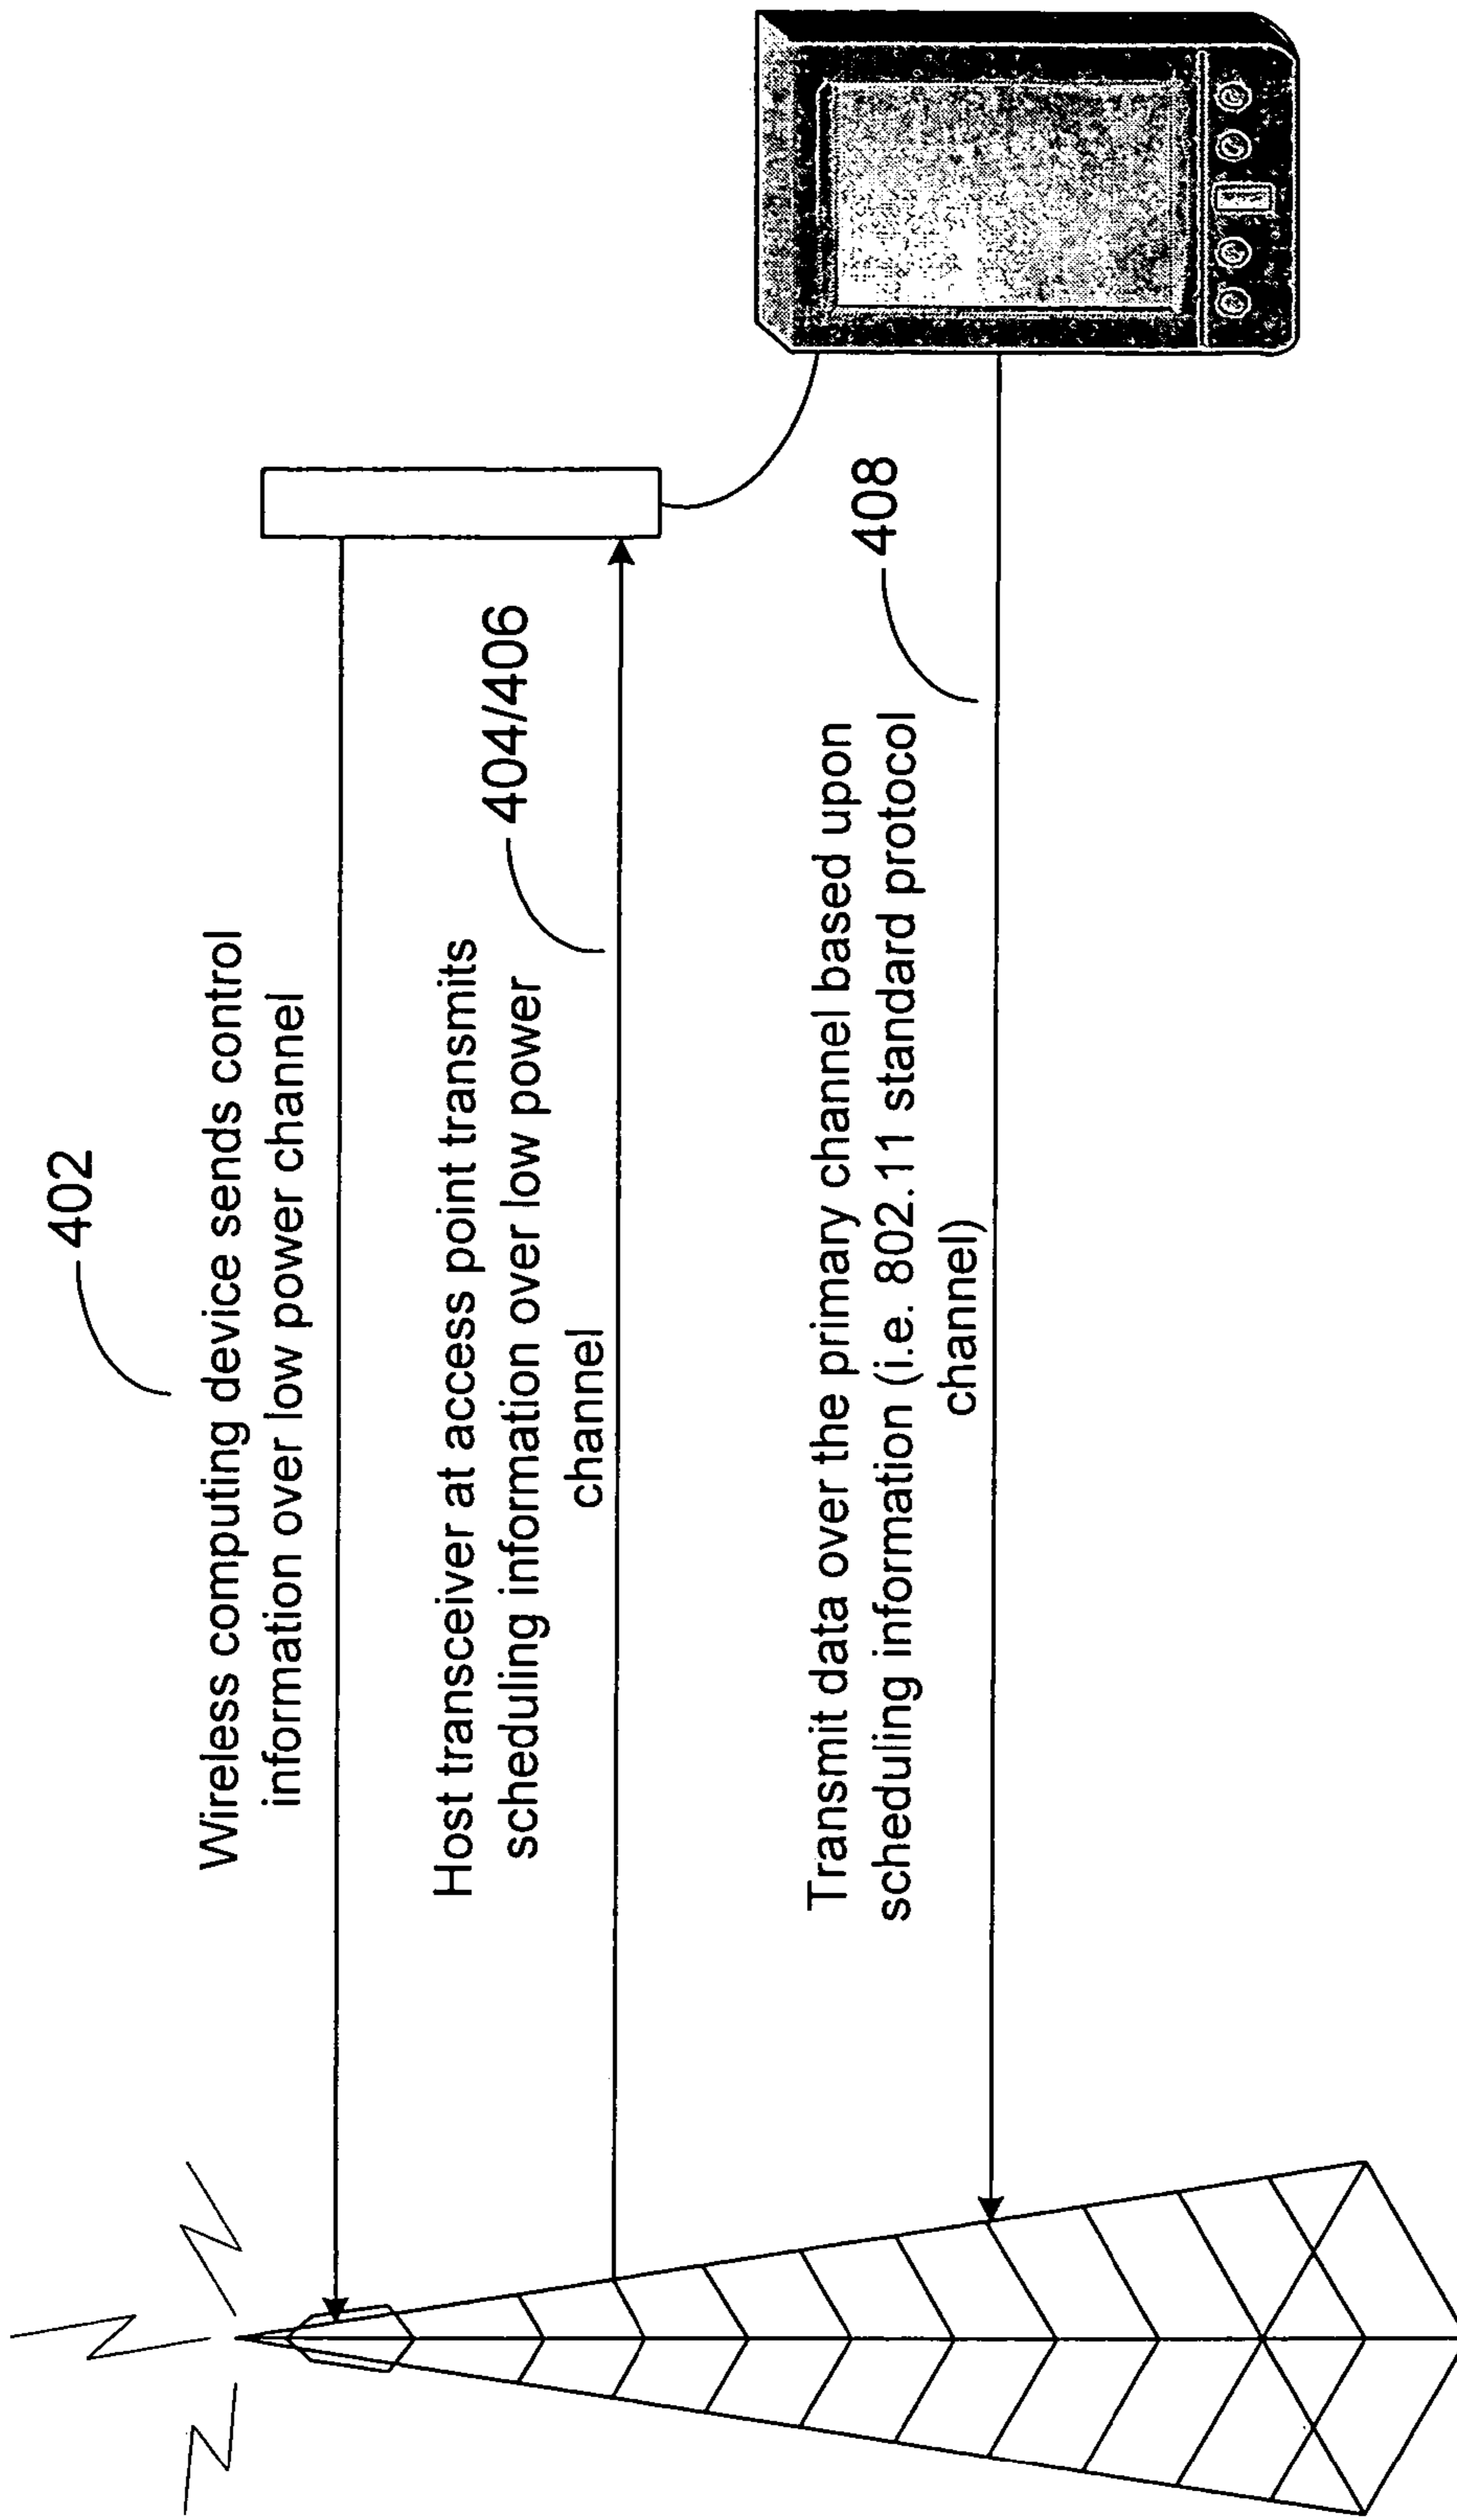 402
Wireless computing device sends control
information over low power channel
404/406
Host transceiver at access point transmits
scheduling information over low power
channel
408
Transmit data over the primary channel based upon
scheduling information (i.e. 802.11 standard protocol
channel)